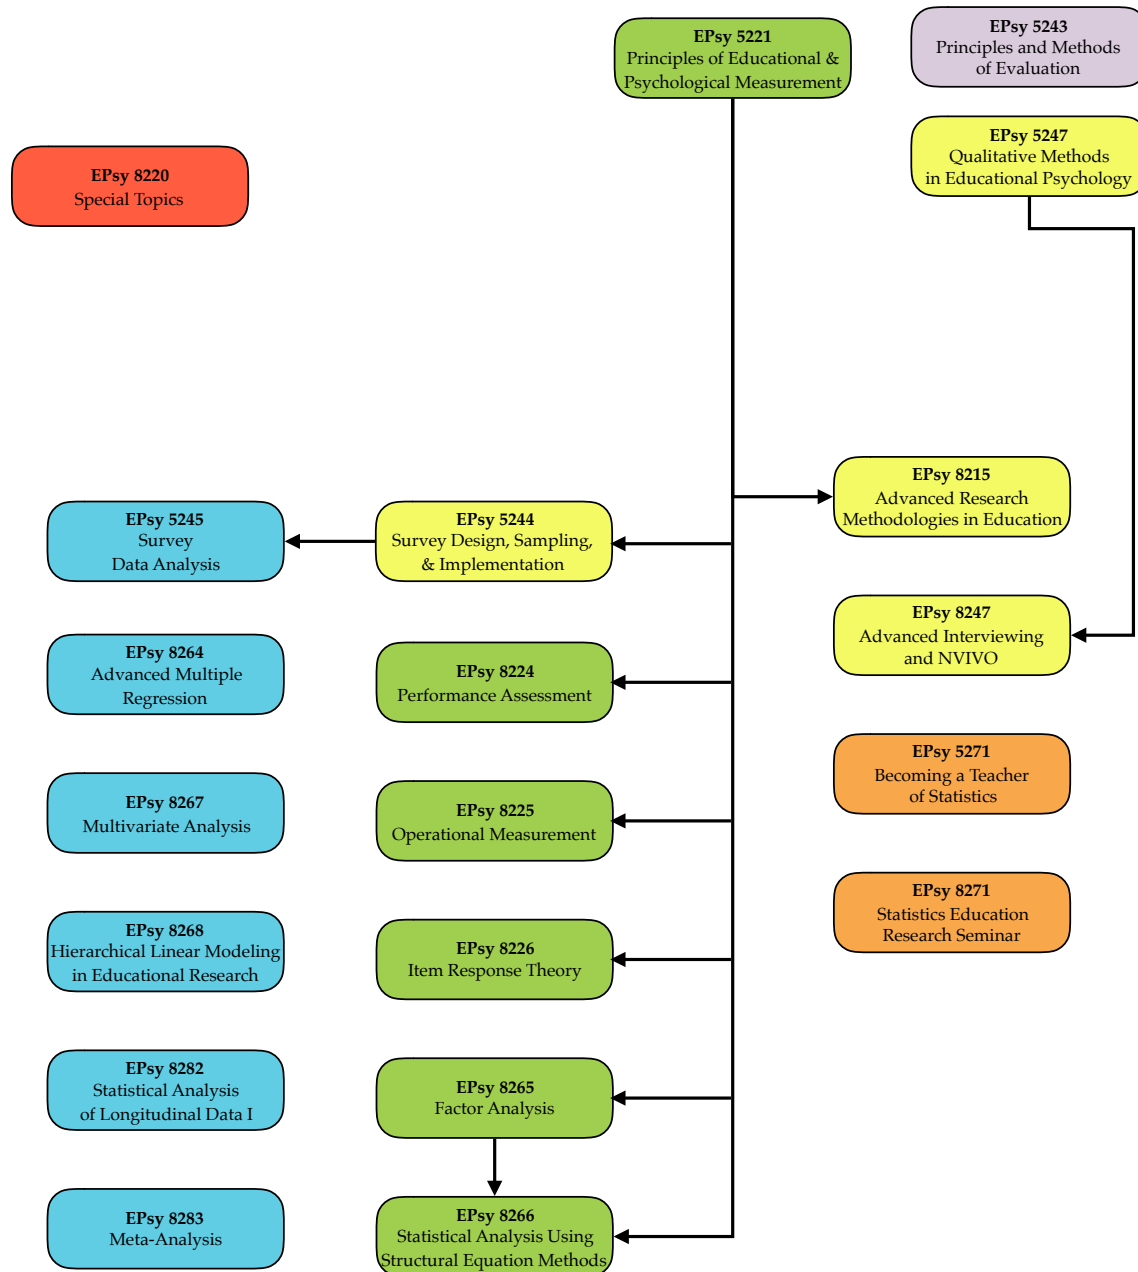 EPsy 5221
Principles of Educational &
Psychological Measurement
EPsy 5243
Principles and Methods
of Evaluation
EPsy 5247
Qualitative Methods
in Educational Psychology
EPsy 8220
Special Topics
EPsy 8215
Advanced Research
Methodologies in Education
EPsy 5245
Survey
Data Analysis
EPsy 5244
Survey Design, Sampling,
& Implementation
EPsy 8247
Advanced Interviewing
and NVIVO
EPsy 8264
Advanced Multiple
Regression
EPsy 8224
Performance Assessment
EPsy 5271
Becoming a Teacher
of Statistics
EPsy 8267
Multivariate Analysis
EPsy 8225
Operational Measurement
EPsy 8271
Statistics Education
Research Seminar
EPsy 8268
Hierarchical Linear Modeling
in Educational Research
EPsy 8226
Item Response Theory
EPsy 8282
Statistical Analysis
of Longitudinal Data I
EPsy 8265
Factor Analysis
EPsy 8283
Meta-Analysis
EPsy 8266
Statistical Analysis Using
Structural Equation Methods